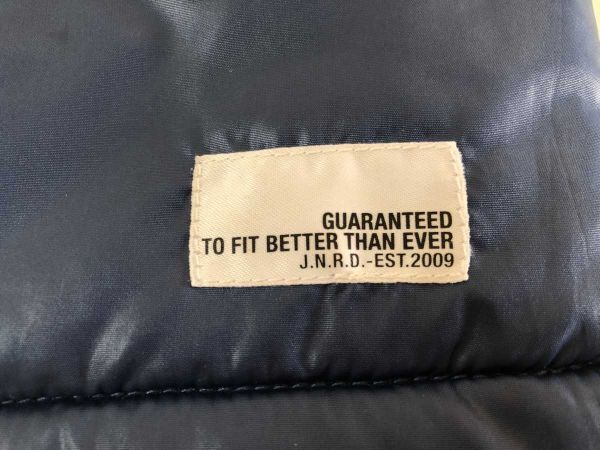 GUARANTEED
TO FIT BETTER THAN EVER
J.N.R.D.-EST.2009